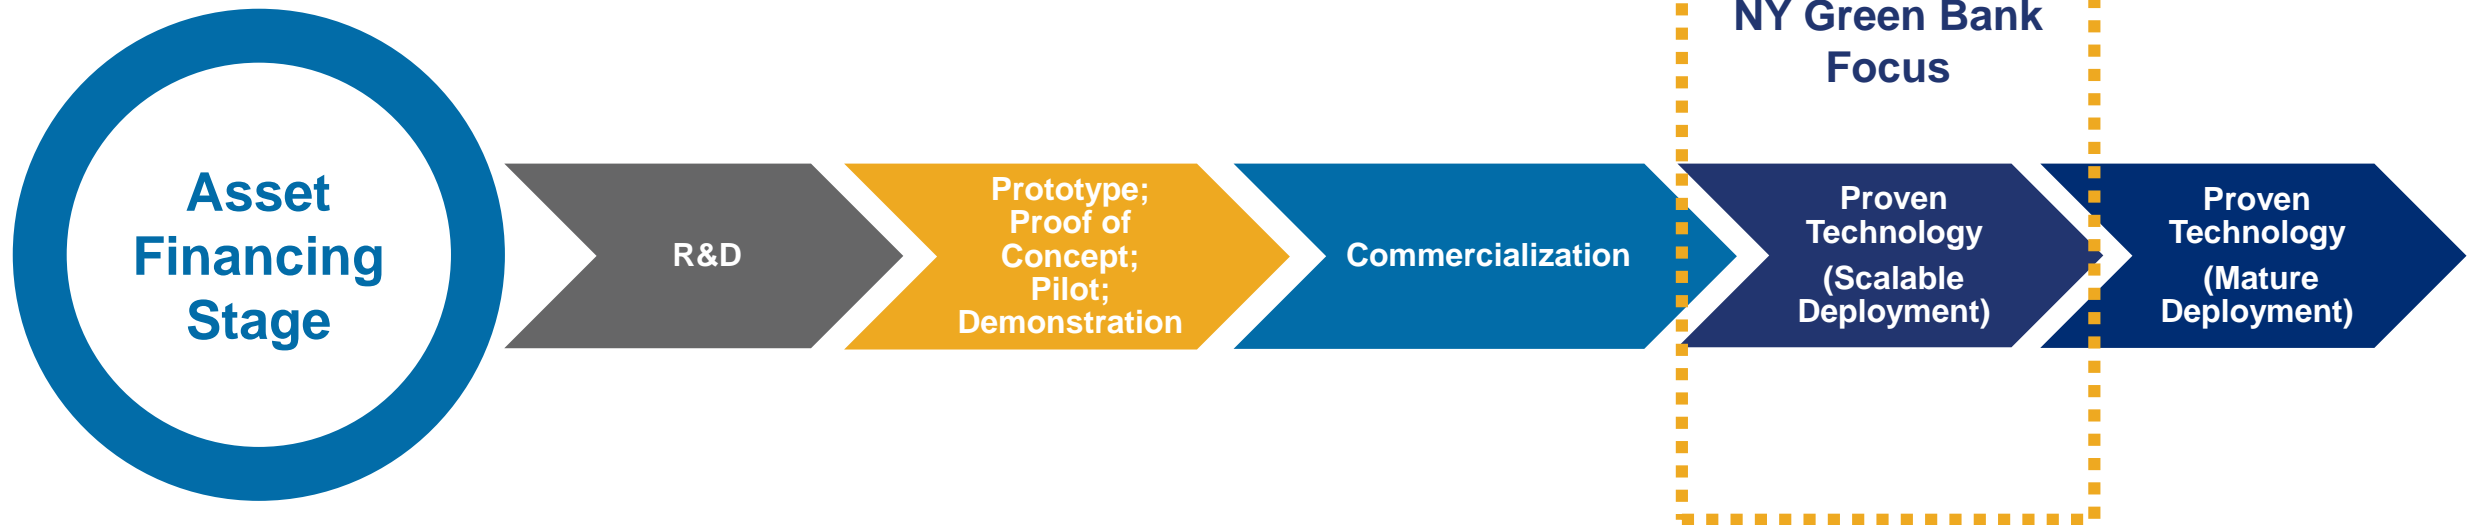 NY Green Bank
Focus
Asset
Financing
Stage
R&D
Prototype;
Proof of
Concept;
Pilot;
Demonstration
Commercialization
Proven
Technology
(Scalable
Deployment)
Proven
Technology
(Mature
Deployment)